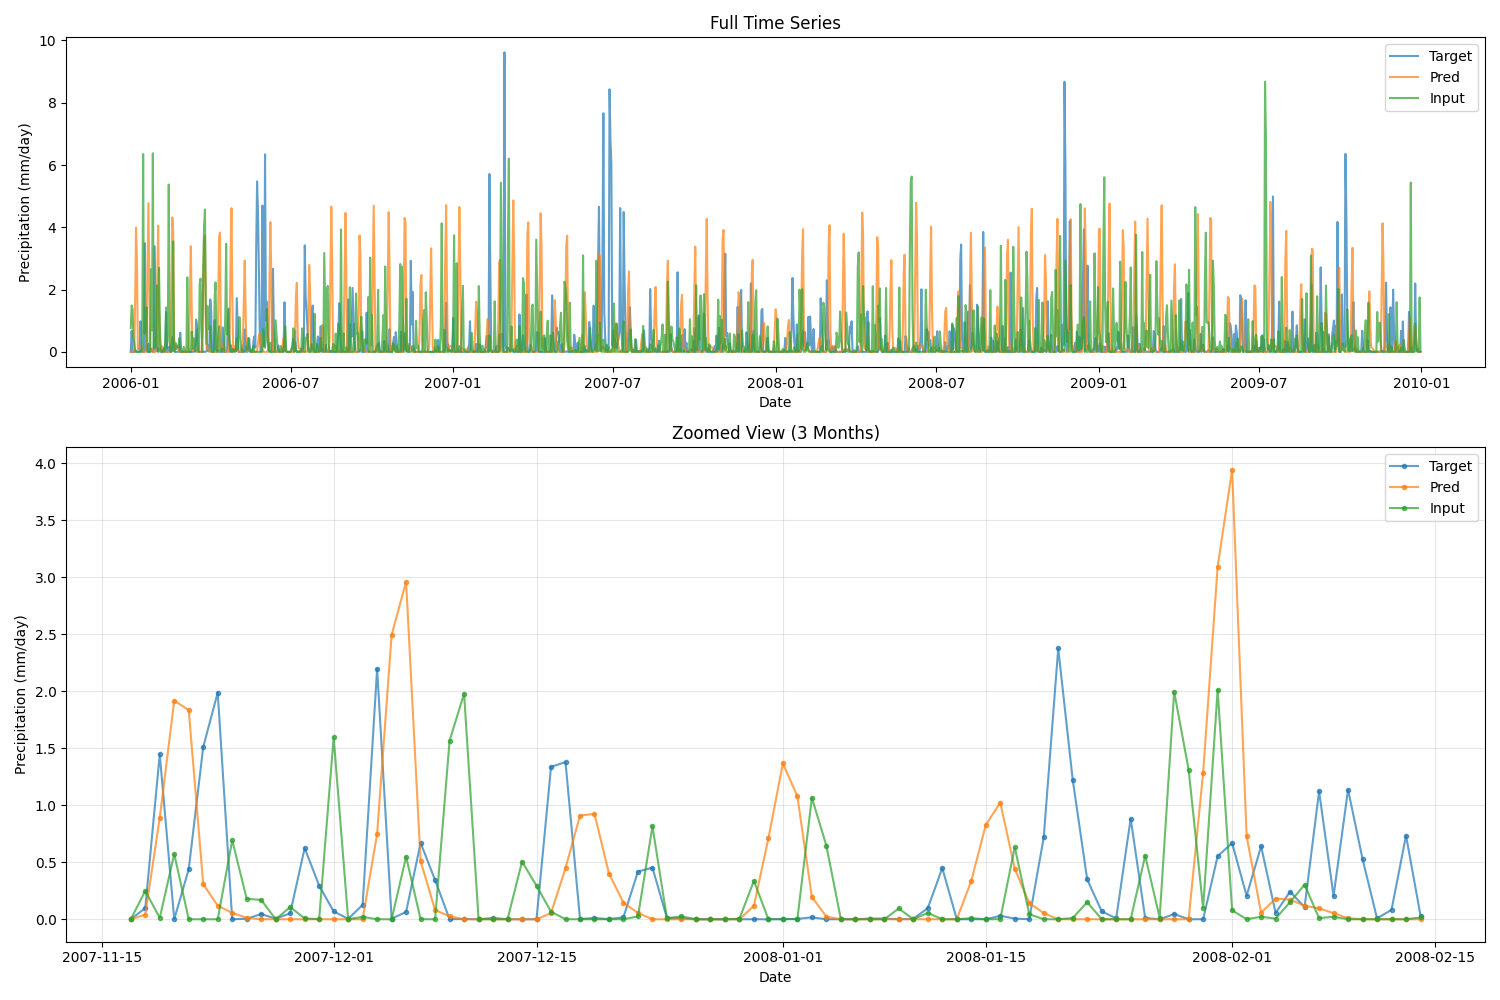 Full Time Series
Precipitation (mm/day)
10
8
6
4
2
0
Target
Pred
Input
2006-01
2006-07
2007-01
2007-07
2008-01
2008-07
2009-01
2009-07
2010-01
Date
Zoomed View (3 Months)
Precipitation (mm/day)
4.0
3.5
3.0
2.5
2.0
1.5
1.0
0.5
0.0
Target
Pred
Input
2007-11-15
2007-12-01
2007-12-15
2008-01-01
2008-01-15
2008-02-01
2008-02-15
Date